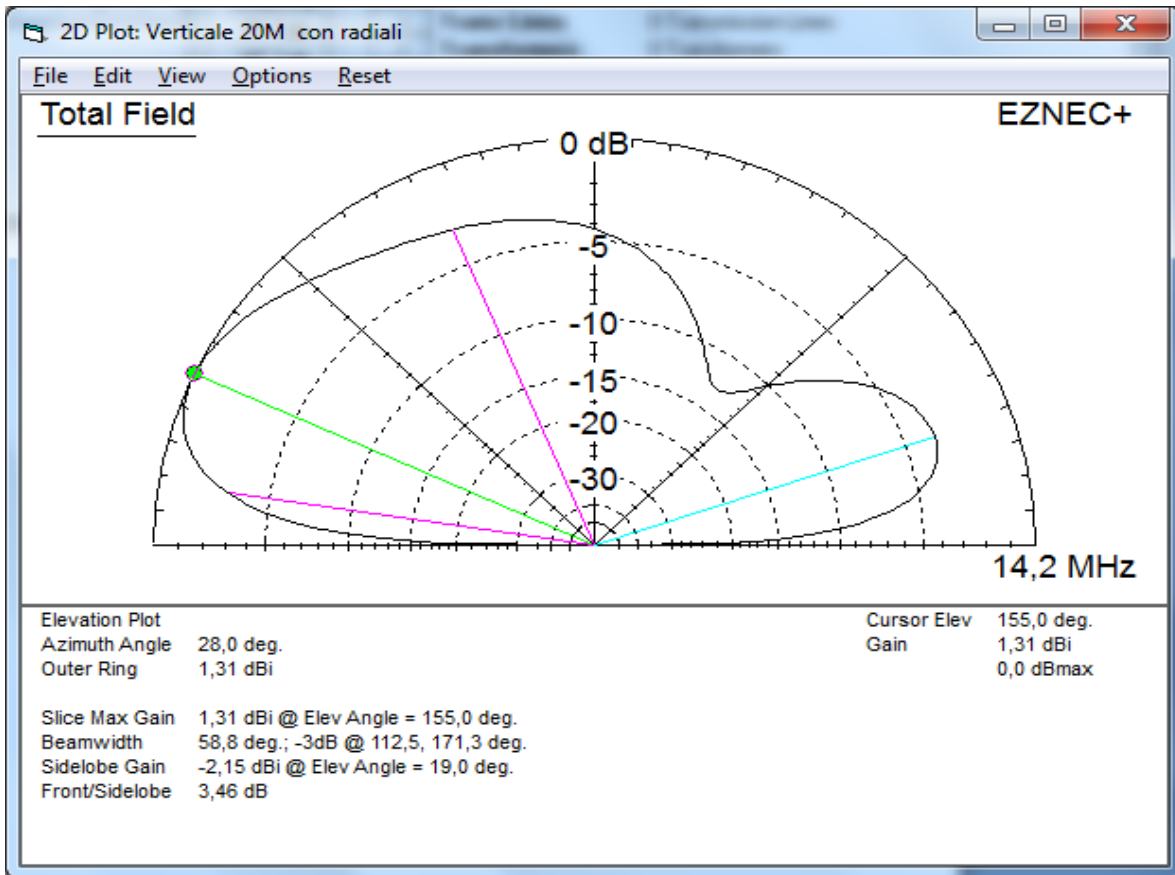 2D Plot: Verticale 20M con radiali
File Edit View Options Reset
Total Field
EZNEC+
0 dB
-5
-10
-15
-20
-30
14,2 MHz
Elevation Plot
Azimuth Angle 28,0 deg.
Outer Ring 1,31 dBi
Cursor Elev 155,0 deg.
Gain 1,31 dBi
0,0 dBmax
Slice Max Gain 1,31 dBi @ Elev Angle = 155,0 deg.
Beamwidth 58,8 deg.; -3dB @ 112,5, 171,3 deg.
Sidelobe Gain -2,15 dBi @ Elev Angle = 19,0 deg.
Front/Sidelobe 3,46 dB